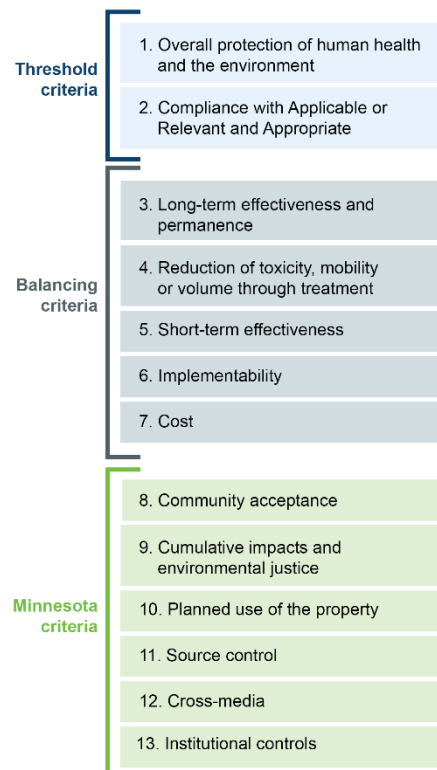 Threshold
criteria
1. Overall protection of human health
and the environment
2. Compliance with Applicable or
Relevant and Appropriate
Balancing
criteria
3. Long-term effectiveness and
permanence
4. Reduction of toxicity, mobility
or volume through treatment
5. Short-term effectiveness
6. Implementability
7. Cost
Minnesota
criteria
8. Community acceptance
9. Cumulative impacts and
environmental justice
10. Planned use of the property
11. Source control
12. Cross-media
13. Institutional controls